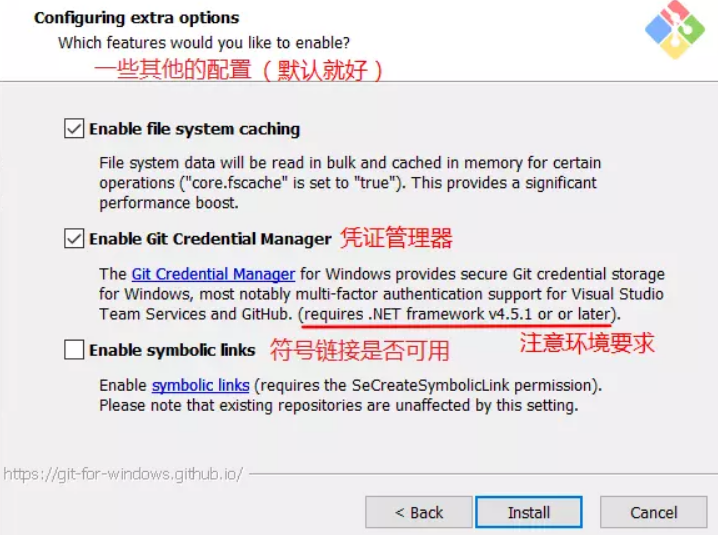 Configuring extra options
Which features would you like to enable?
一些其他的配置（默认就好）
Enable file system caching
File system data will be read in bulk and cached in memory for certain
operations ("core.fscache" is set to "true"). This provides a significant
performance boost.
Enable Git Credential Manager 凭证管理器
The Git Credential Manager for Windows provides secure Git credential storage
for Windows, most notably multi-factor authentication support for Visual Studio
Team Services and GitHub. (requires .NET framework v4.5.1 or or later).
注意环境要求
Enable symbolic links 符号链接是否可用
Enable symbolic links (requires the SeCreateSymbolicLink permission).
Please note that existing repositories are unaffected by this setting.
https://git-for-windows.github.io/
< Back Install Cancel